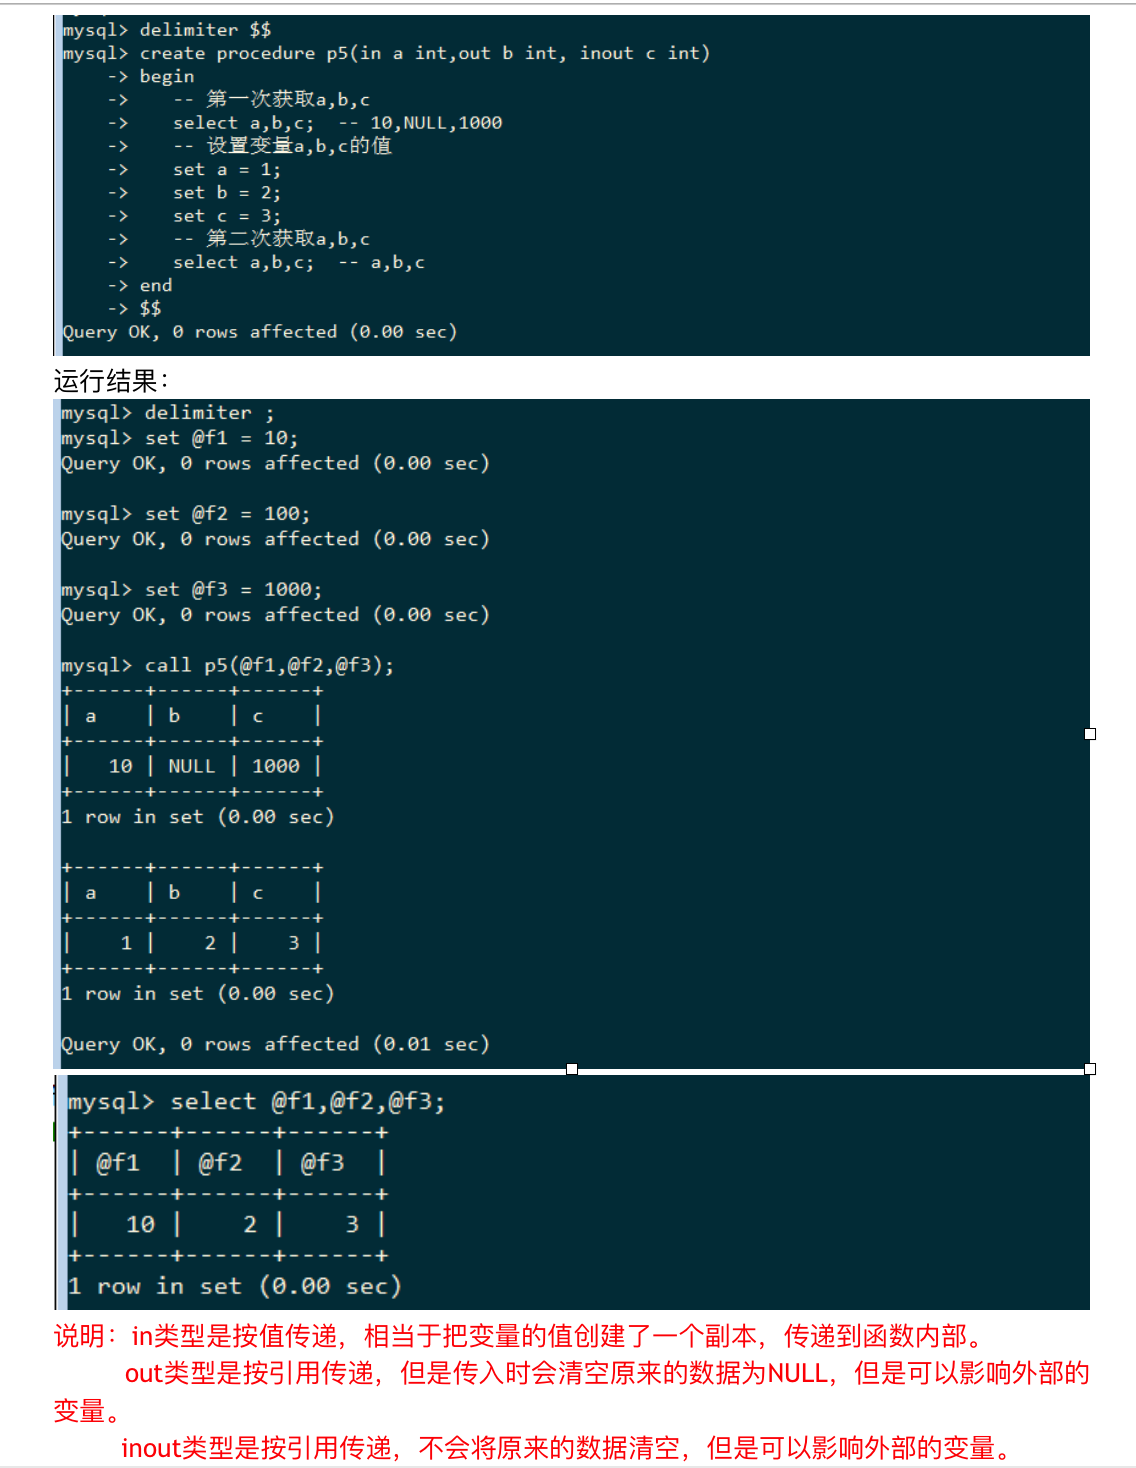 mysql> delimiter $$
mysql> create procedure p5(in a int,out b int, inout c int)
    -> begin
    ->    -- 第一次获取a,b,c
    ->    select a,b,c;  -- 10,NULL,1000
    ->    -- 设置变量a,b,c的值
    ->    set a = 1;
    ->    set b = 2;
    ->    set c = 3;
    ->    -- 第二次获取a,b,c
    ->    select a,b,c;  -- a,b,c
    -> end
    -> $$
Query OK, 0 rows affected (0.00 sec)
运行结果：
mysql> delimiter ;
mysql> set @f1 = 10;
Query OK, 0 rows affected (0.00 sec)
mysql> set @f2 = 100;
Query OK, 0 rows affected (0.00 sec)
mysql> set @f3 = 1000;
Query OK, 0 rows affected (0.00 sec)
mysql> call p5(@f1,@f2,@f3);
+------+------+------+
| a    | b    | c    |
+------+------+------+
|   10 | NULL | 1000 |
+------+------+------+
1 row in set (0.00 sec)
+------+------+------+
| a    | b    | c    |
+------+------+------+
|    1 |    2 |    3 |
+------+------+------+
1 row in set (0.00 sec)
Query OK, 0 rows affected (0.01 sec)
mysql> select @f1,@f2,@f3;
+------+------+------+
| @f1  | @f2  | @f3  |
+------+------+------+
|   10 |    2 |    3 |
+------+------+------+
1 row in set (0.00 sec)
说明：in类型是按值传递，相当于把变量的值创建了一个副本，传递到函数内部。
out类型是按引用传递，但是传入时会清空原来的数据为NULL，但是可以影响外部的
变量。
inout类型是按引用传递，不会将原来的数据清空，但是可以影响外部的变量。